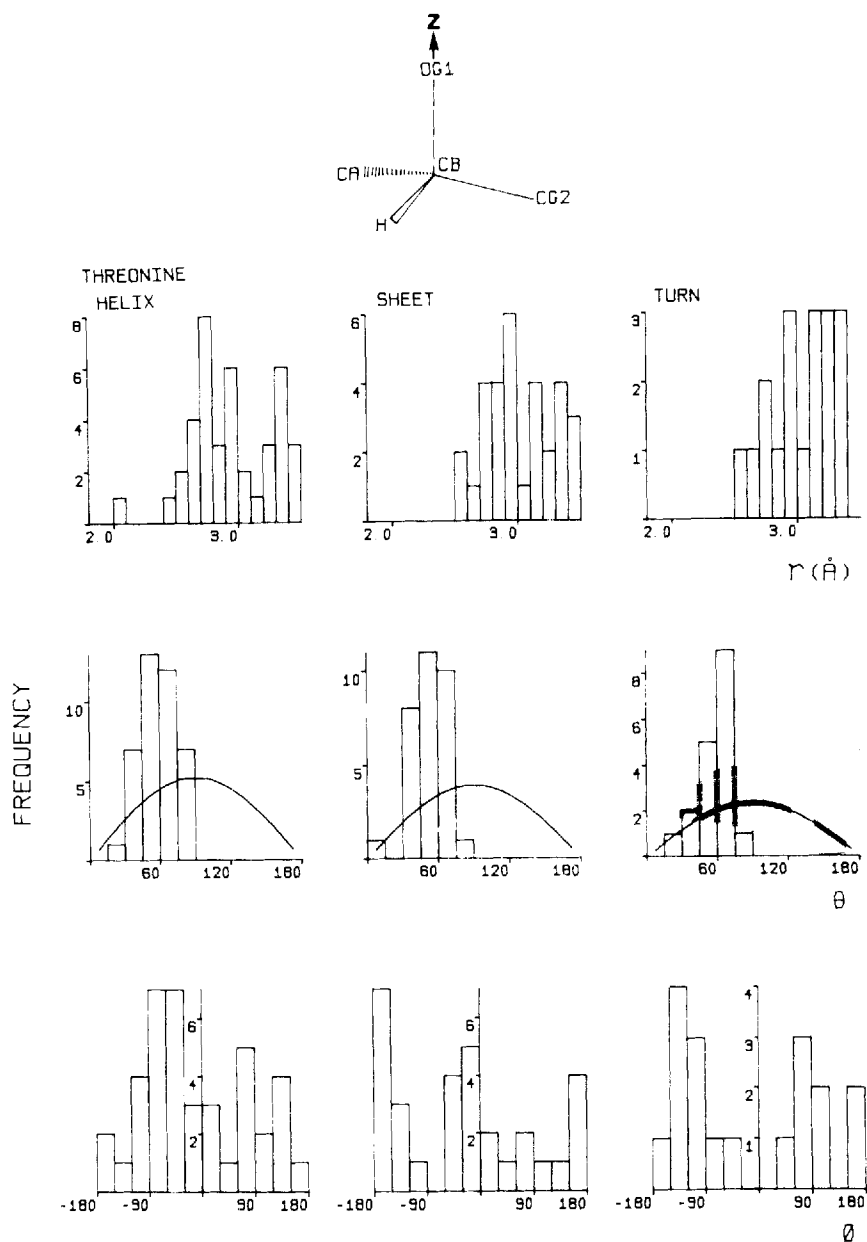 Z
OG1
CA CB
CG2
H
THREONINE
HELIX SHEET TURN
8 6 3
6
4 2
4
2 1
2
2.0 3.0 2.0 3.0 2.0 3.0
r (Å)
FREQUENCY
10 10 8
6
5 5 4
2
60 120 180 60 120 180 60 120 180
θ
6 6 4
3
4 4 2
2 2 1
-180 -90 90 180 -180 -90 90 180 -180 -90 90 180
Ø